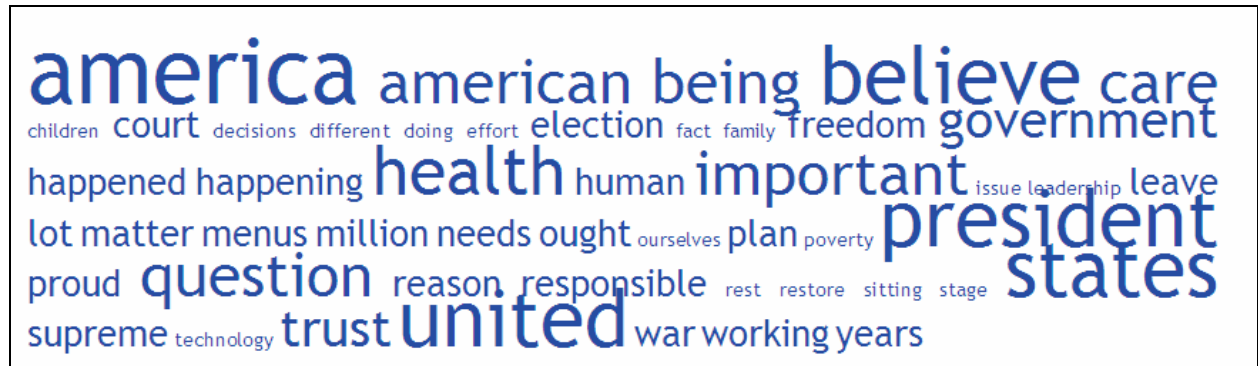 america american being believe care
children court decisions different doing effort election fact family freedom government
happened happening health human important issue leadership leave
lot matter menus million needs ought ourselves plan poverty president
proud question reason responsible rest restore sitting stage states
supreme technology trust united war working years